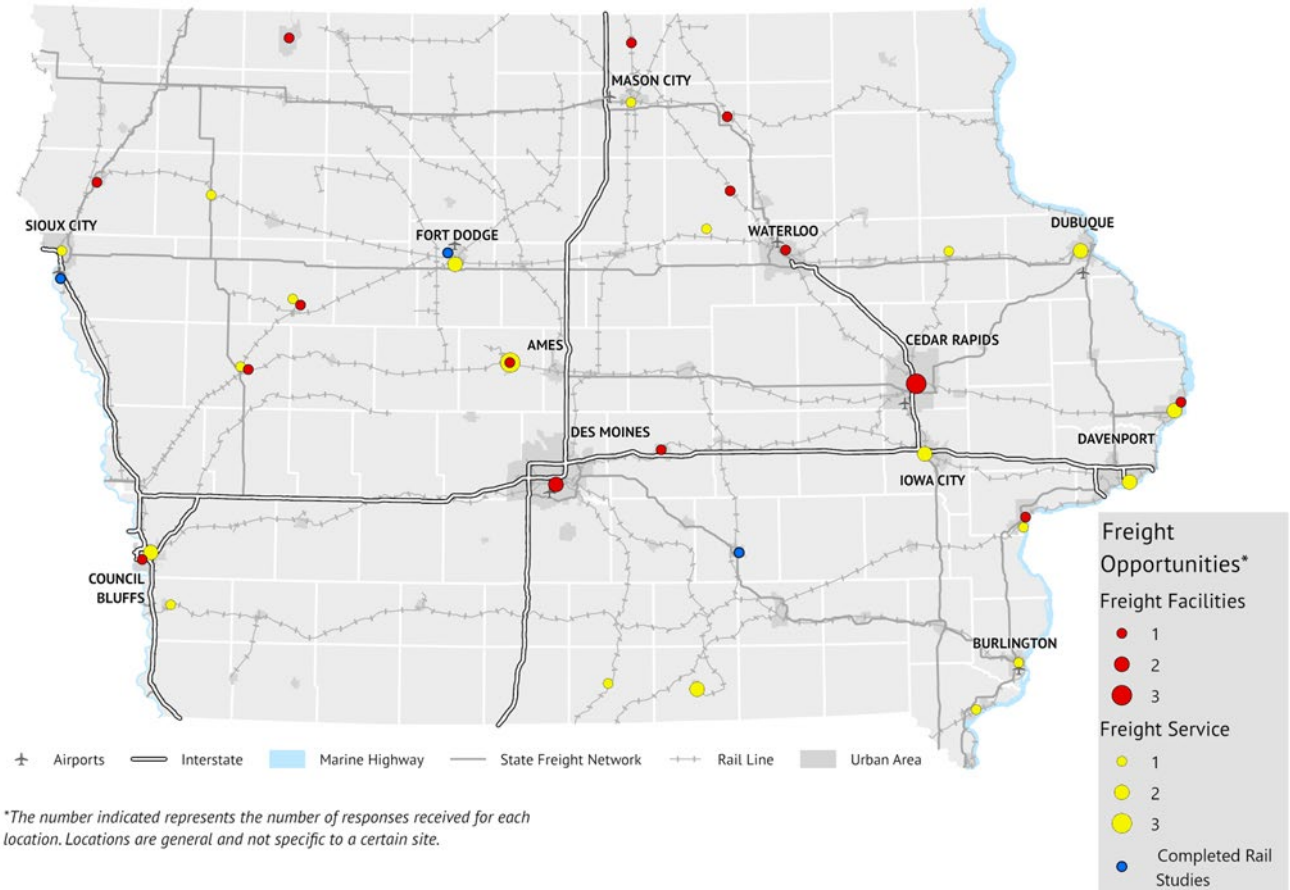 MASON CITY
SIOUX CITY
FORT DODGE
WATERLOO
DUBUQUE
AMES
CEDAR RAPIDS
DES MOINES
DAVENPORT
IOWA CITY
COUNCIL
BLUFFS
BURLINGTON
Freight
Opportunities*
Freight Facilities
1
2
3
Freight Service
1
2
3
Completed Rail
Studies
Airports
Interstate
Marine Highway
State Freight Network
Rail Line
Urban Area
*The number indicated represents the number of responses received for each
location. Locations are general and not specific to a certain site.